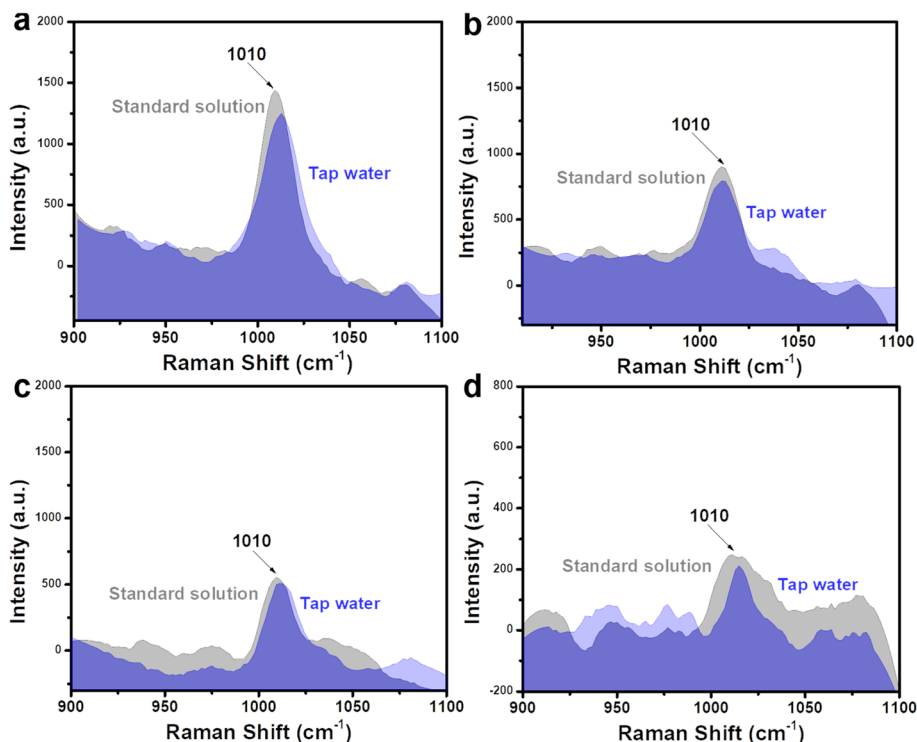 a
2000
1500
1000
500
0
Intensity (a.u.)
1010
Standard solution
Tap water
900
950
1000
1050
1100
Raman Shift (cm⁻¹)
b
2000
1500
1000
500
0
Intensity (a.u.)
1010
Standard solution
Tap water
950
1000
1050
1100
Raman Shift (cm⁻¹)
c
2000
1500
1000
500
0
Intensity (a.u.)
1010
Standard solution
Tap water
900
950
1000
1050
1100
Raman Shift (cm⁻¹)
d
800
600
400
200
0
-200
Intensity (a.u.)
1010
Standard solution
Tap water
900
950
1000
1050
1100
Raman Shift (cm⁻¹)